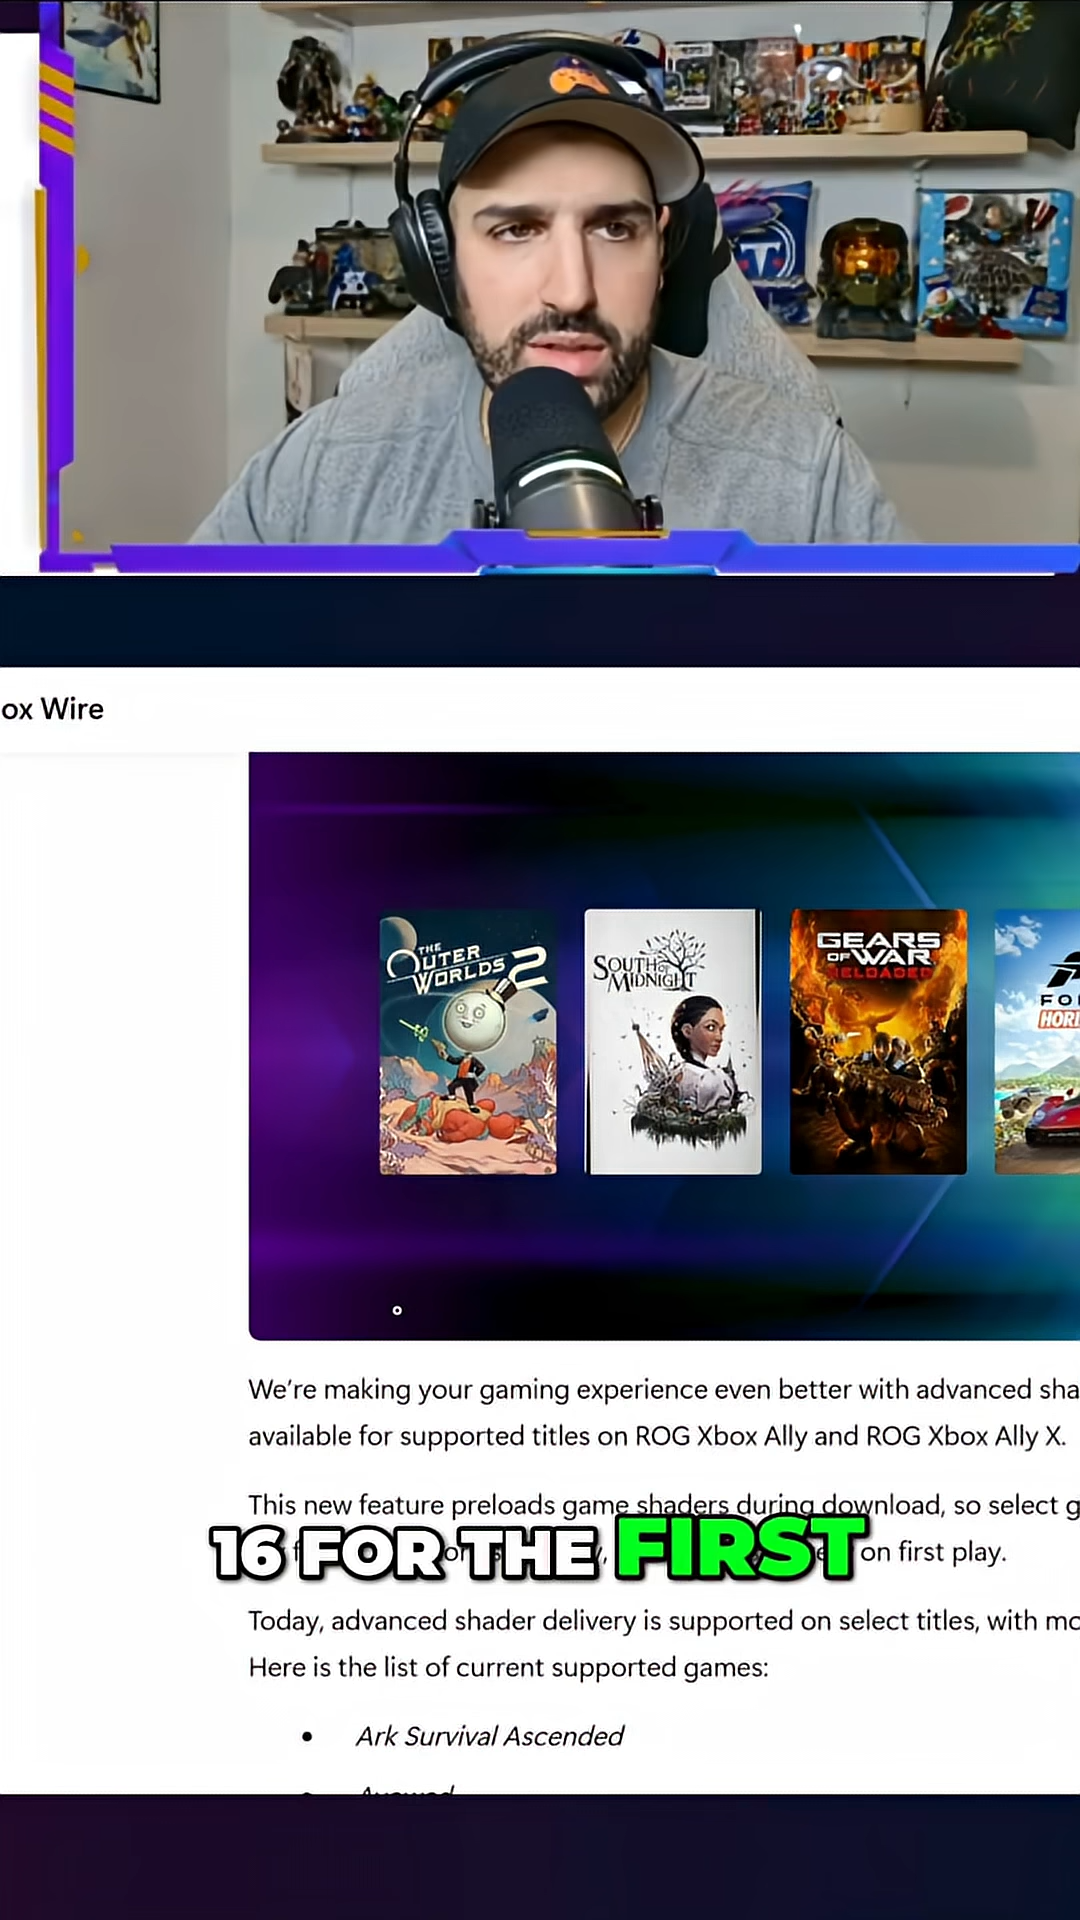 T
ox Wire
THE
OUTER
WORLDS 2
SOUTH OF
MIDNIGHT
GEARS
OF WAR
RELOADED
FO
HORI
We're making your gaming experience even better with advanced sha
available for supported titles on ROG Xbox Ally and ROG Xbox Ally X.
This new feature preloads game shaders during download, so select g
on first play.
16 FOR THE FIRST
Today, advanced shader delivery is supported on select titles, with mo
Here is the list of current supported games:
• Ark Survival Ascended
• Avowed